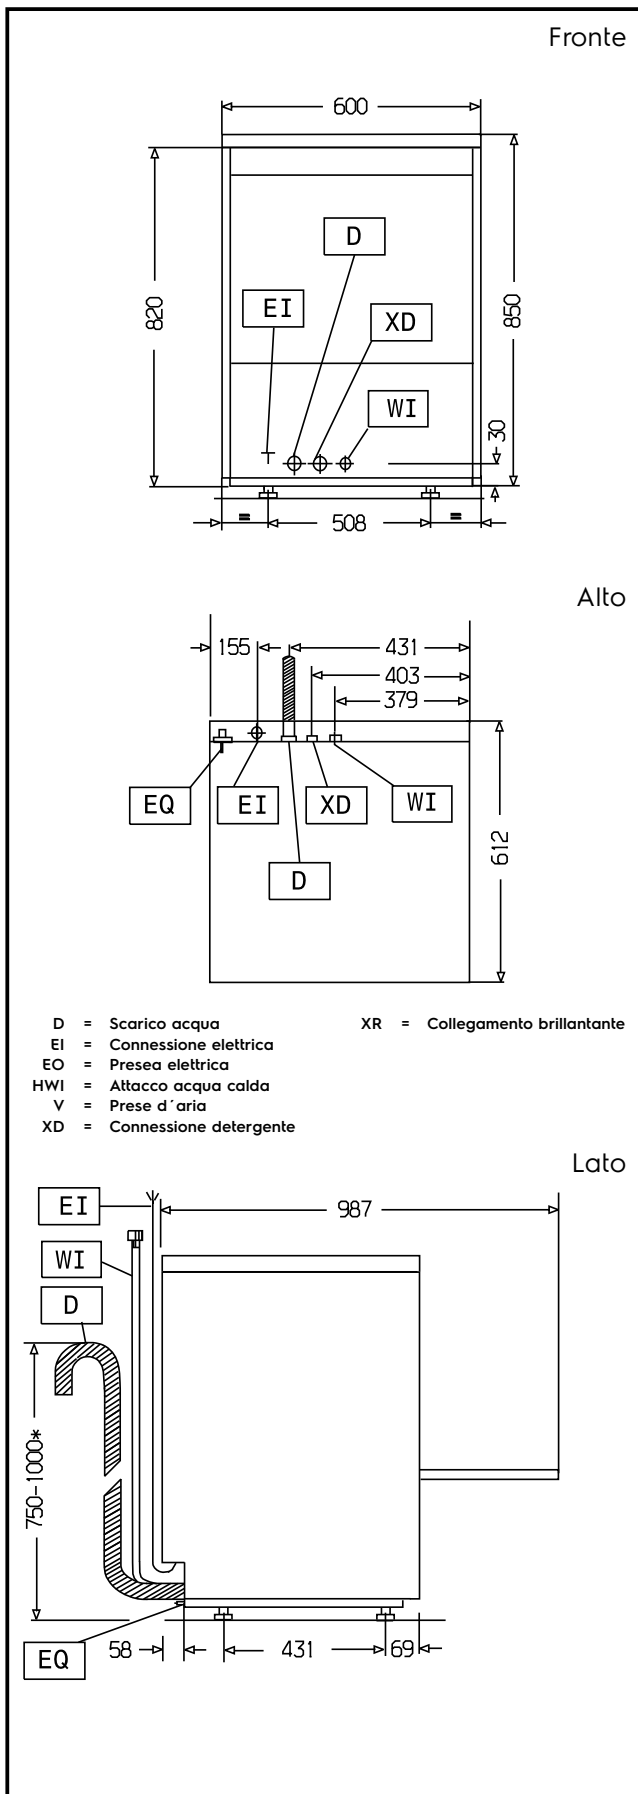 Fronte
600
D
EI
XD
WI
820
850
30
=
508
=
Alto
155
431
403
379
EQ
EI
XD
WI
D
612
D = Scarico acqua
EI = Connessione elettrica
EO = Presea elettrica
HWI = Attacco acqua calda
V = Prese d´aria
XD = Connessione detergente
XR = Collegamento brillantante
Lato
EI
987
WI
D
750-1000*
EQ
58
431
69